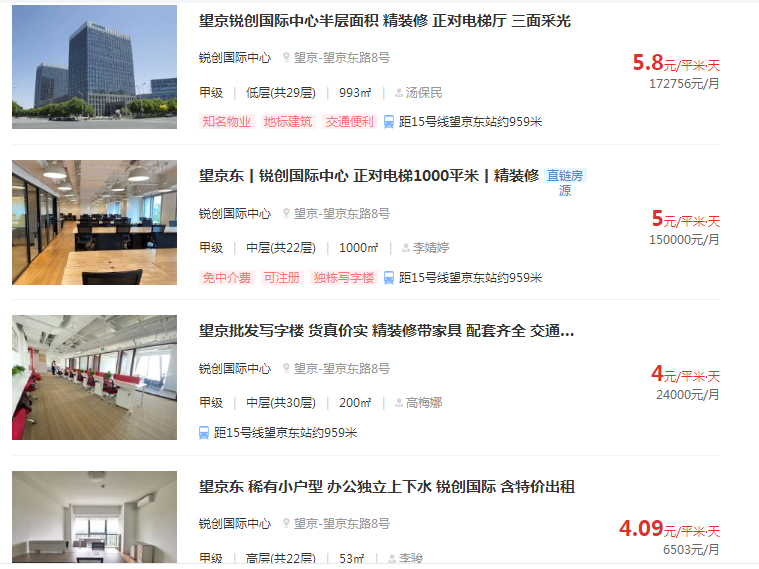 望京锐创国际中心半层面积 精装修 正对电梯厅 三面采光
锐创国际中心 望京-望京东路8号
5.8元/平米·天
172756元/月
甲级 | 低层(共29层) | 993㎡ | 汤保民
知名物业 地标建筑 交通便利 距15号线望京东站约959米
望京东丨锐创国际中心 正对电梯1000平米丨精装修 直链房源
锐创国际中心 望京-望京东路8号
5元/平米·天
150000元/月
甲级 | 中层(共22层) | 1000㎡ | 李婧婷
免中介费 可注册 独栋写字楼 距15号线望京东站约959米
望京批发写字楼 货真价实 精装修带家具 配套齐全 交通...
锐创国际中心 望京-望京东路8号
4元/平米·天
24000元/月
甲级 | 中层(共30层) | 200㎡ | 高梅娜
距15号线望京东站约959米
望京东 稀有小户型 办公独立上下水 锐创国际 含特价出租
锐创国际中心 望京-望京东路8号
4.09元/平米·天
6503元/月
甲级 | 高层(共22层) | 53㎡ | 李骏